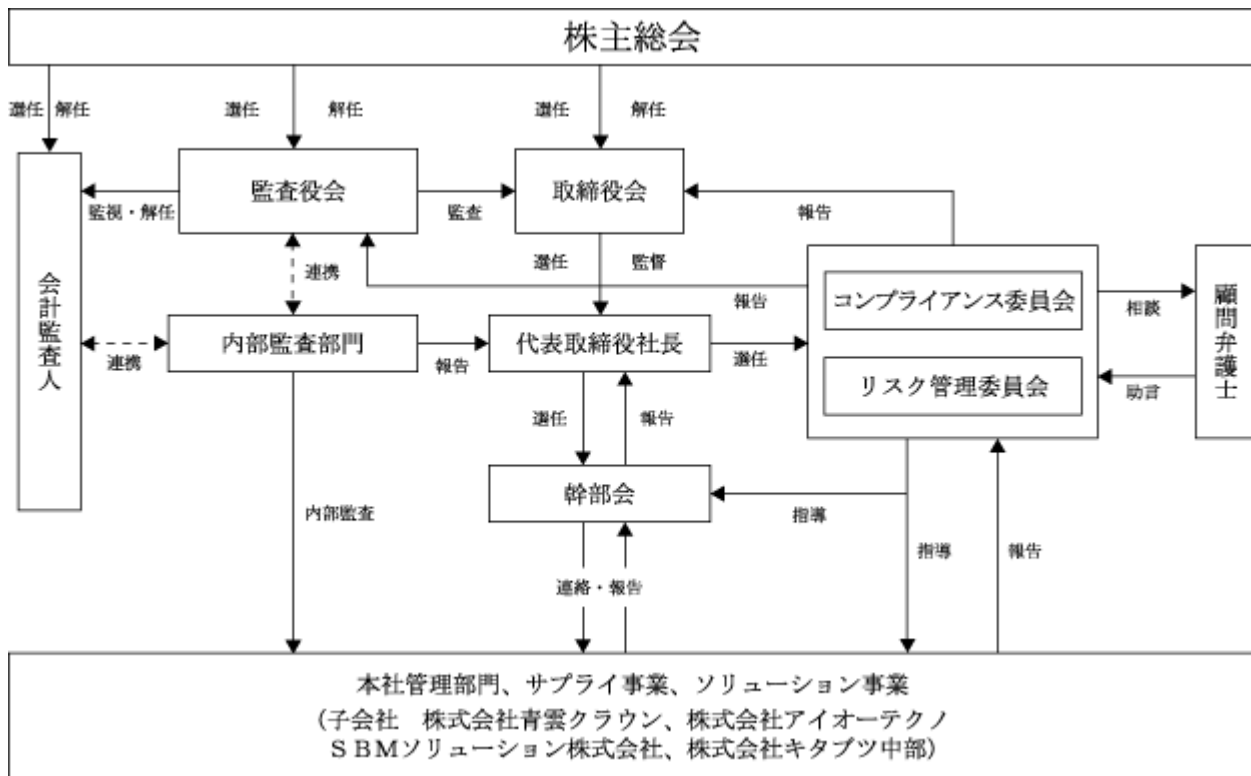 株主総会
選任 解任
選任 解任
選任 解任
監査役会
取締役会
監視・解任
監査
報告
選任 監督
連携
報告
コンプライアンス委員会
相談
顧問弁護士
会計監査人
連携
内部監査部門
報告
代表取締役社長
選任
リスク管理委員会
助言
選任
報告
幹部会
指導
内部監査
指導
報告
連絡・報告
本社管理部門、サプライ事業、ソリューション事業
(子会社 株式会社青雲クラウン、株式会社アイオーテクノ
ＳＢＭソリューション株式会社、株式会社キタブツ中部)